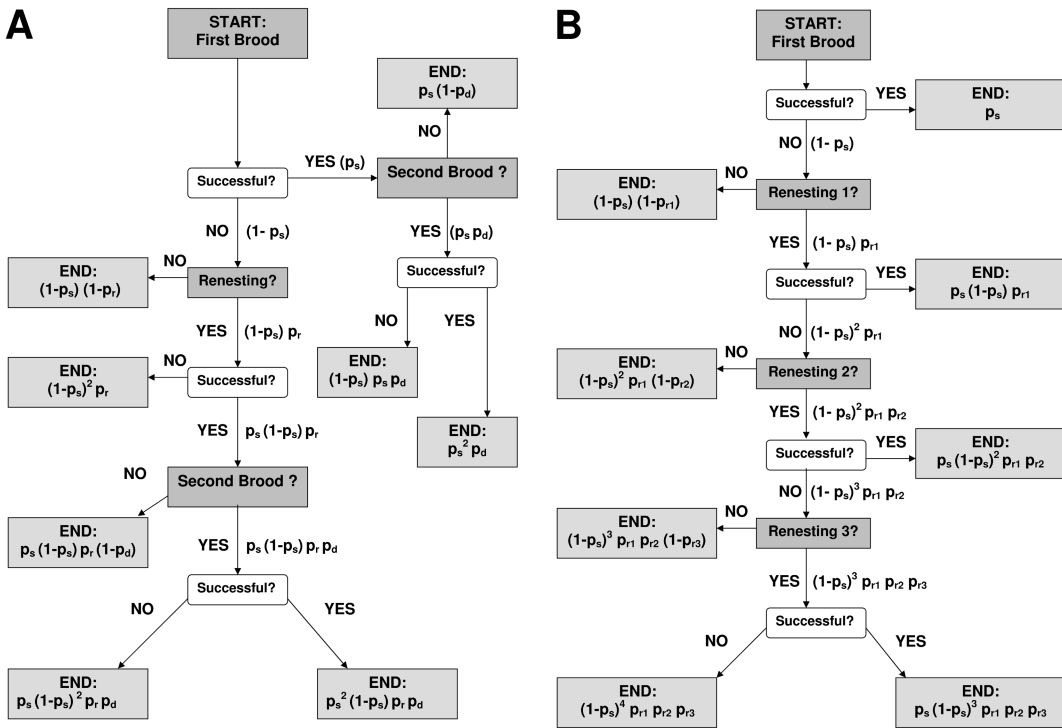 A
START:
First Brood
END:
pₛ (1-p_d)
NO
YES (pₛ)
Second Brood ?
Successful?
NO (1- pₛ)
YES (pₛ p_d)
Successful?
END:
(1-pₛ) (1-pᵣ)
NO
Renesting?
NO
YES
YES (1-pₛ) pᵣ
END:
(1-pₛ) pₛ p_d
END:
(1-pₛ)² pᵣ
NO
Successful?
END:
pₛ² p_d
YES pₛ (1-pₛ) pᵣ
NO
Second Brood ?
END:
pₛ (1-pₛ) pᵣ (1-p_d)
YES pₛ (1-pₛ) pᵣ p_d
Successful?
NO
YES
END:
pₛ (1-pₛ)² pᵣ p_d
END:
pₛ² (1-pₛ) pᵣ p_d
B
START:
First Brood
Successful?
YES
END:
pₛ
NO (1- pₛ)
END:
(1-pₛ) (1-pᵣ₁)
NO
Renesting 1?
YES (1- pₛ) pᵣ₁
Successful?
YES
END:
pₛ (1-pₛ) pᵣ₁
NO (1- pₛ)² pᵣ₁
END:
(1-pₛ)² pᵣ₁ (1-pᵣ₂)
NO
Renesting 2?
YES (1- pₛ)² pᵣ₁ pᵣ₂
Successful?
YES
END:
pₛ (1-pₛ)² pᵣ₁ pᵣ₂
NO (1- pₛ)³ pᵣ₁ pᵣ₂
END:
(1-pₛ)³ pᵣ₁ pᵣ₂ (1-pᵣ₃)
NO
Renesting 3?
YES (1-pₛ)³ pᵣ₁ pᵣ₂ pᵣ₃
Successful?
NO
YES
END:
(1-pₛ)⁴ pᵣ₁ pᵣ₂ pᵣ₃
END:
pₛ (1-pₛ)³ pᵣ₁ pᵣ₂ pᵣ₃